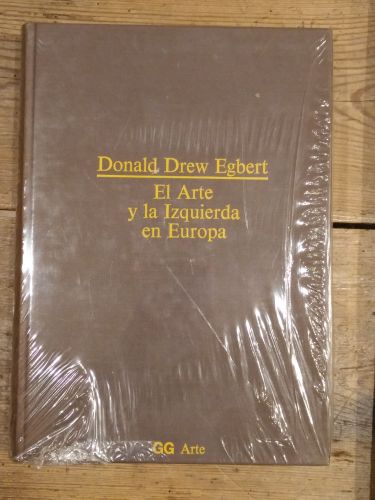 Donald Drew Egbert
El Arte
y la Izquierda
en Europa
GG Arte